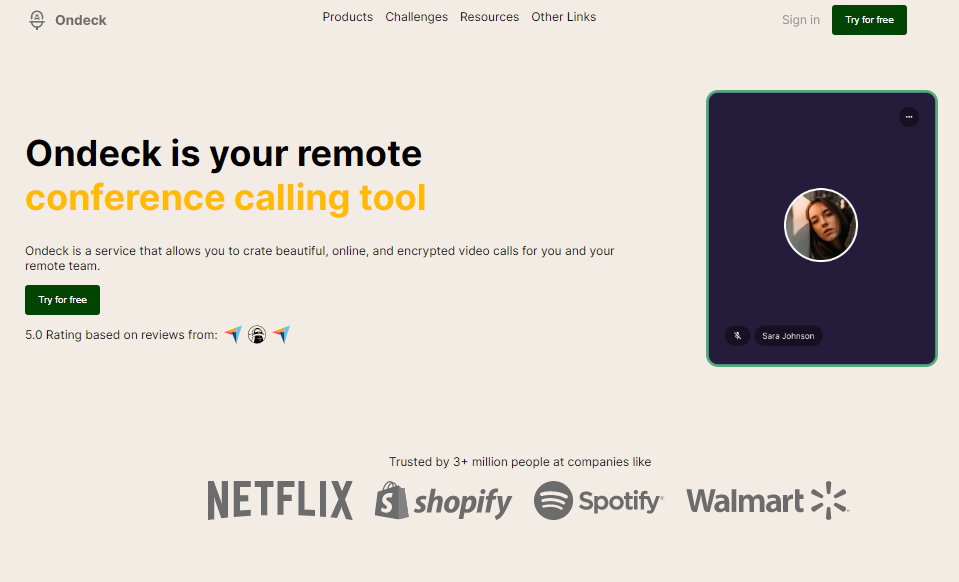 Ondeck
Products Challenges Resources Other Links
Sign in
Try for free
Ondeck is your remote
conference calling tool
Ondeck is a service that allows you to crate beautiful, online, and encrypted video calls for you and your
remote team.
Try for free
5.0 Rating based on reviews from:
Sara Johnson
Trusted by 3+ million people at companies like
NETFLIX shopify Spotify Walmart